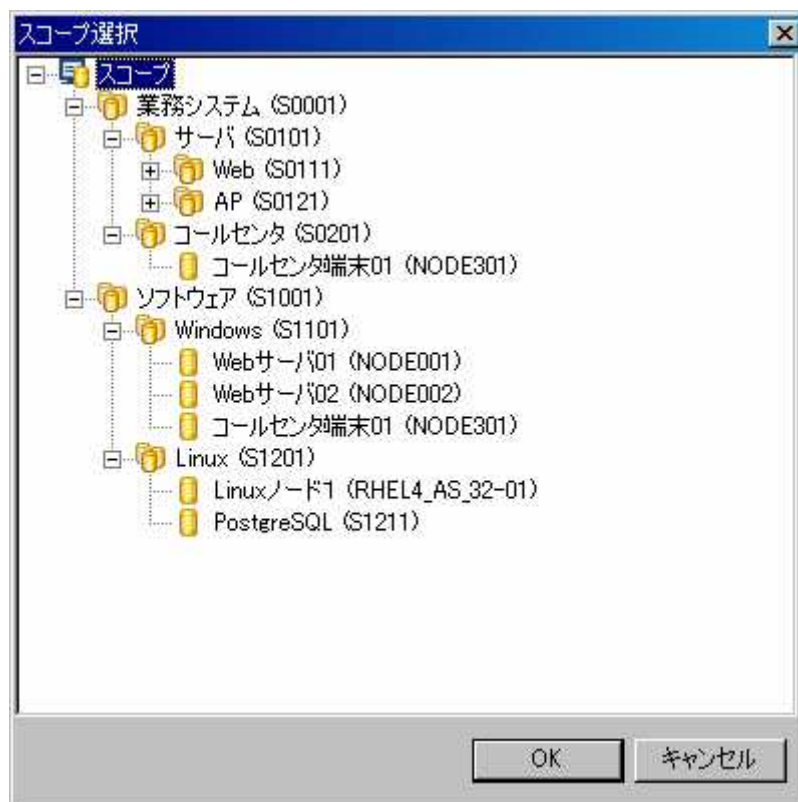 スコープ選択
スコープ
業務システム (S0001)
サーバ (S0101)
Web (S0111)
AP (S0121)
コールセンタ (S0201)
コールセンタ端末01 (NODE301)
ソフトウェア (S1001)
Windows (S1101)
Webサーバ01 (NODE001)
Webサーバ02 (NODE002)
コールセンタ端末01 (NODE301)
Linux (S1201)
Linuxノード1 (RHEL4_AS_32-01)
PostgreSQL (S1211)
OK キャンセル